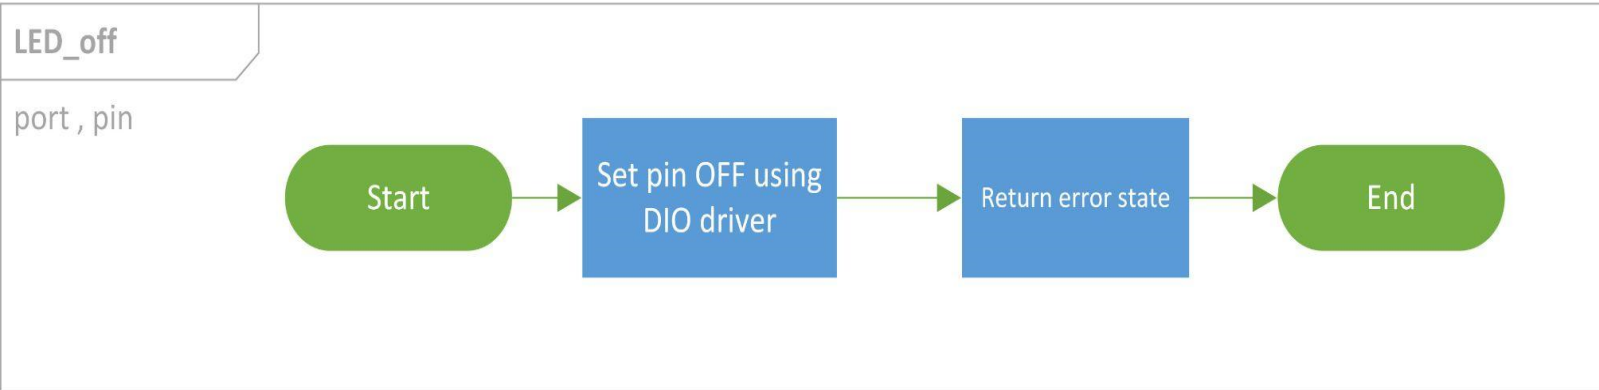 LED_off
port , pin
Start
Set pin OFF using
DIO driver
Return error state
End